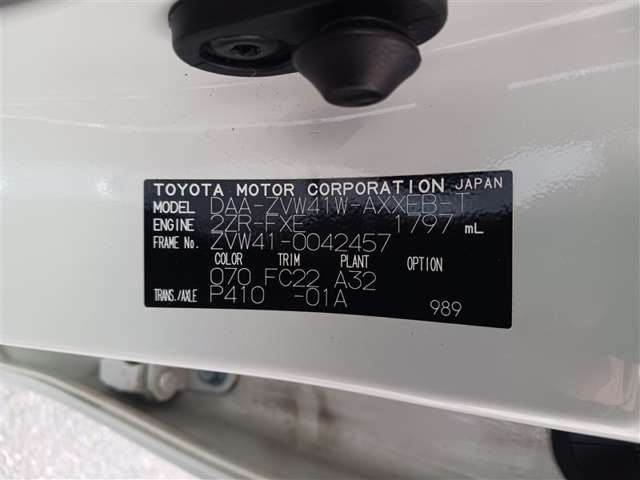 TOYOTA MOTOR CORPORATION JAPAN
MODEL DAA-ZVW41W-AXXEB-T
ENGINE 2ZR-FXE 1797 mL
FRAME No. ZVW41-0042457
COLOR TRIM PLANT OPTION
070 FC22 A32
TRANS./AXLE P410 -01A
989